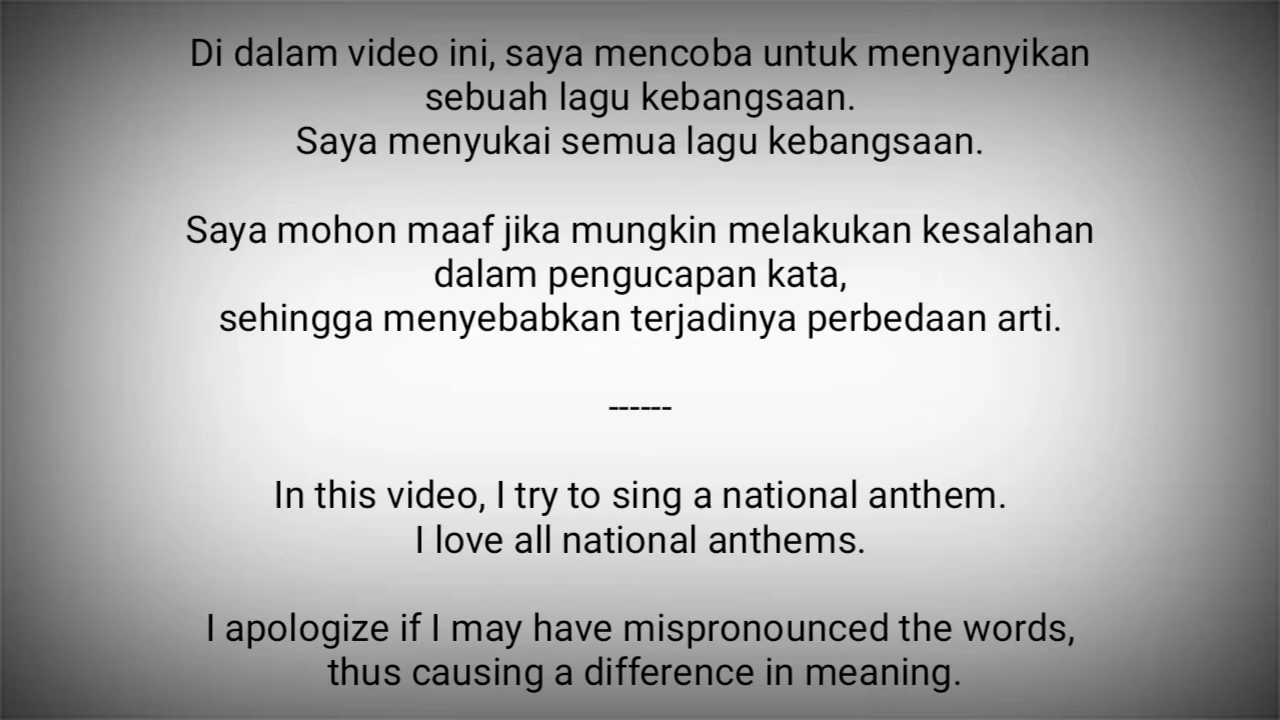 Di dalam video ini, saya mencoba untuk menyanyikan
sebuah lagu kebangsaan.
Saya menyukai semua lagu kebangsaan.
Saya mohon maaf jika mungkin melakukan kesalahan
dalam pengucapan kata,
sehingga menyebabkan terjadinya perbedaan arti.
------
In this video, I try to sing a national anthem.
I love all national anthems.
I apologize if I may have mispronounced the words,
thus causing a difference in meaning.